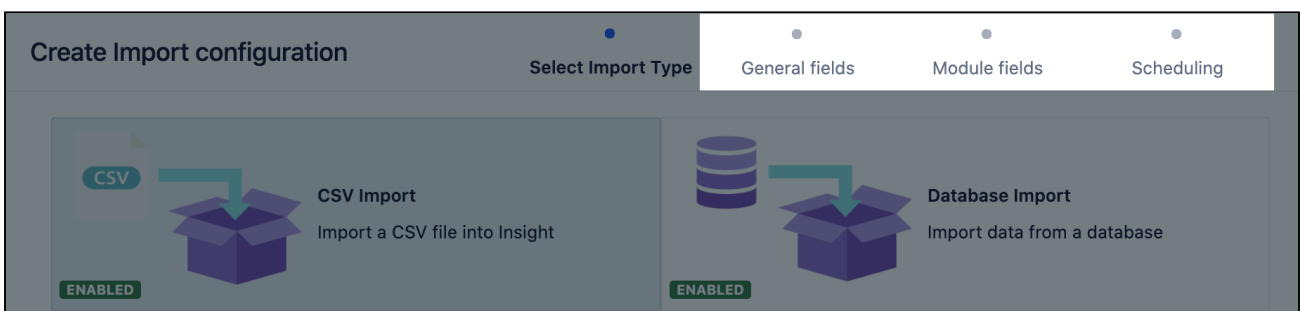 Create Import configuration
Select Import Type
General fields
Module fields
Scheduling
CSV
CSV Import
Import a CSV file into Insight
ENABLED
Database Import
Import data from a database
ENABLED